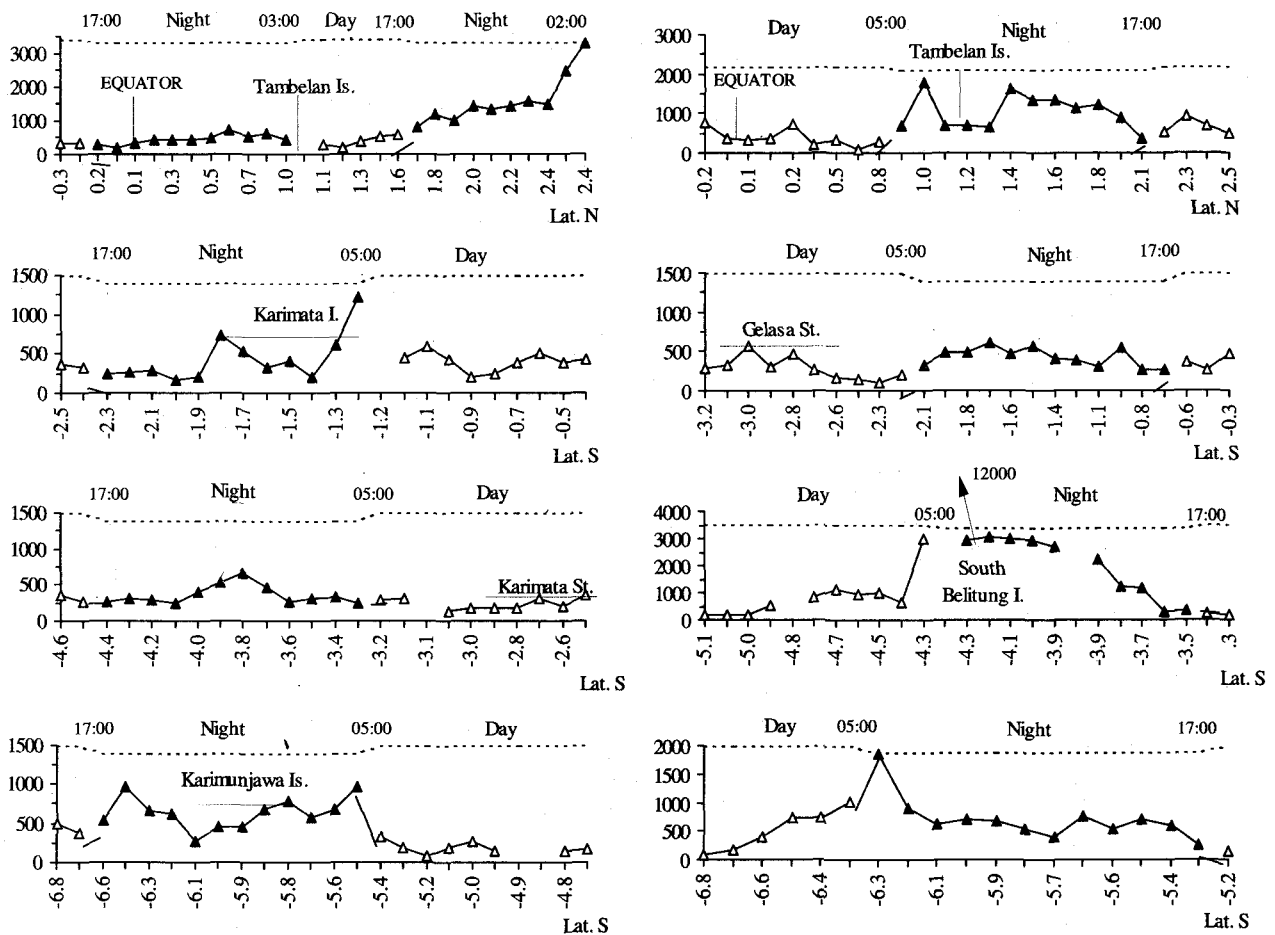 17:00 Night 03:00 Day 17:00 Night 02:00
3000
2000
1000
0
EQUATOR
Tambelan Is.
-0.3 0.2 0.1 0.3 0.5 0.7 1.0 1.1 1.3 1.6 1.8 2.0 2.2 2.4 2.4
Lat. N
Day 05:00 Night 17:00
3000
2000
1000
0
EQUATOR
Tambelan Is.
-0.2 0.1 0.2 0.5 0.8 1.0 1.2 1.4 1.6 1.8 2.1 2.3 2.5
Lat. N
17:00 Night 05:00 Day
1500
1000
500
0
Karimata I.
-2.5 -2.3 -2.1 -1.9 -1.7 -1.5 -1.3 -1.2 -1.1 -0.9 -0.7 -0.5 -0.4
Lat. S
Day 05:00 Night 17:00
1500
1000
500
0
Gelasa St.
-3.2 -3.0 -2.8 -2.6 -2.3 -2.1 -1.8 -1.6 -1.4 -1.1 -0.8 -0.6 -0.3
Lat. S
17:00 Night 05:00 Day
1500
1000
500
0
Karimata St.
-4.6 -4.3 -4.1 -4.0 -3.8 -3.6 -3.4 -3.2 -3.1 -3.0 -2.8 -2.6 -2.5
Lat. S
12000
Day 05:00 Night 17:00
4000
3000
2000
1000
0
South
Belitung I.
-5.1 -5.0 -4.8 -4.7 -4.5 -4.3 -4.3 -4.1 -3.9 -3.9 -3.7 -3.5 .3
Lat. S
17:00 Night 05:00 Day
1500
1000
500
0
Karimunjawa Is.
-6.8 -6.6 -6.3 -6.1 -5.9 -5.8 -5.6 -5.4 -5.2 -5.0 -4.9 -4.8
Lat. S
Day 05:00 Night 17:00
2000
1500
1000
500
0
-6.8 -6.6 -6.4 -6.3 -6.1 -5.9 -5.7 -5.6 -5.4 -5.2
Lat. S